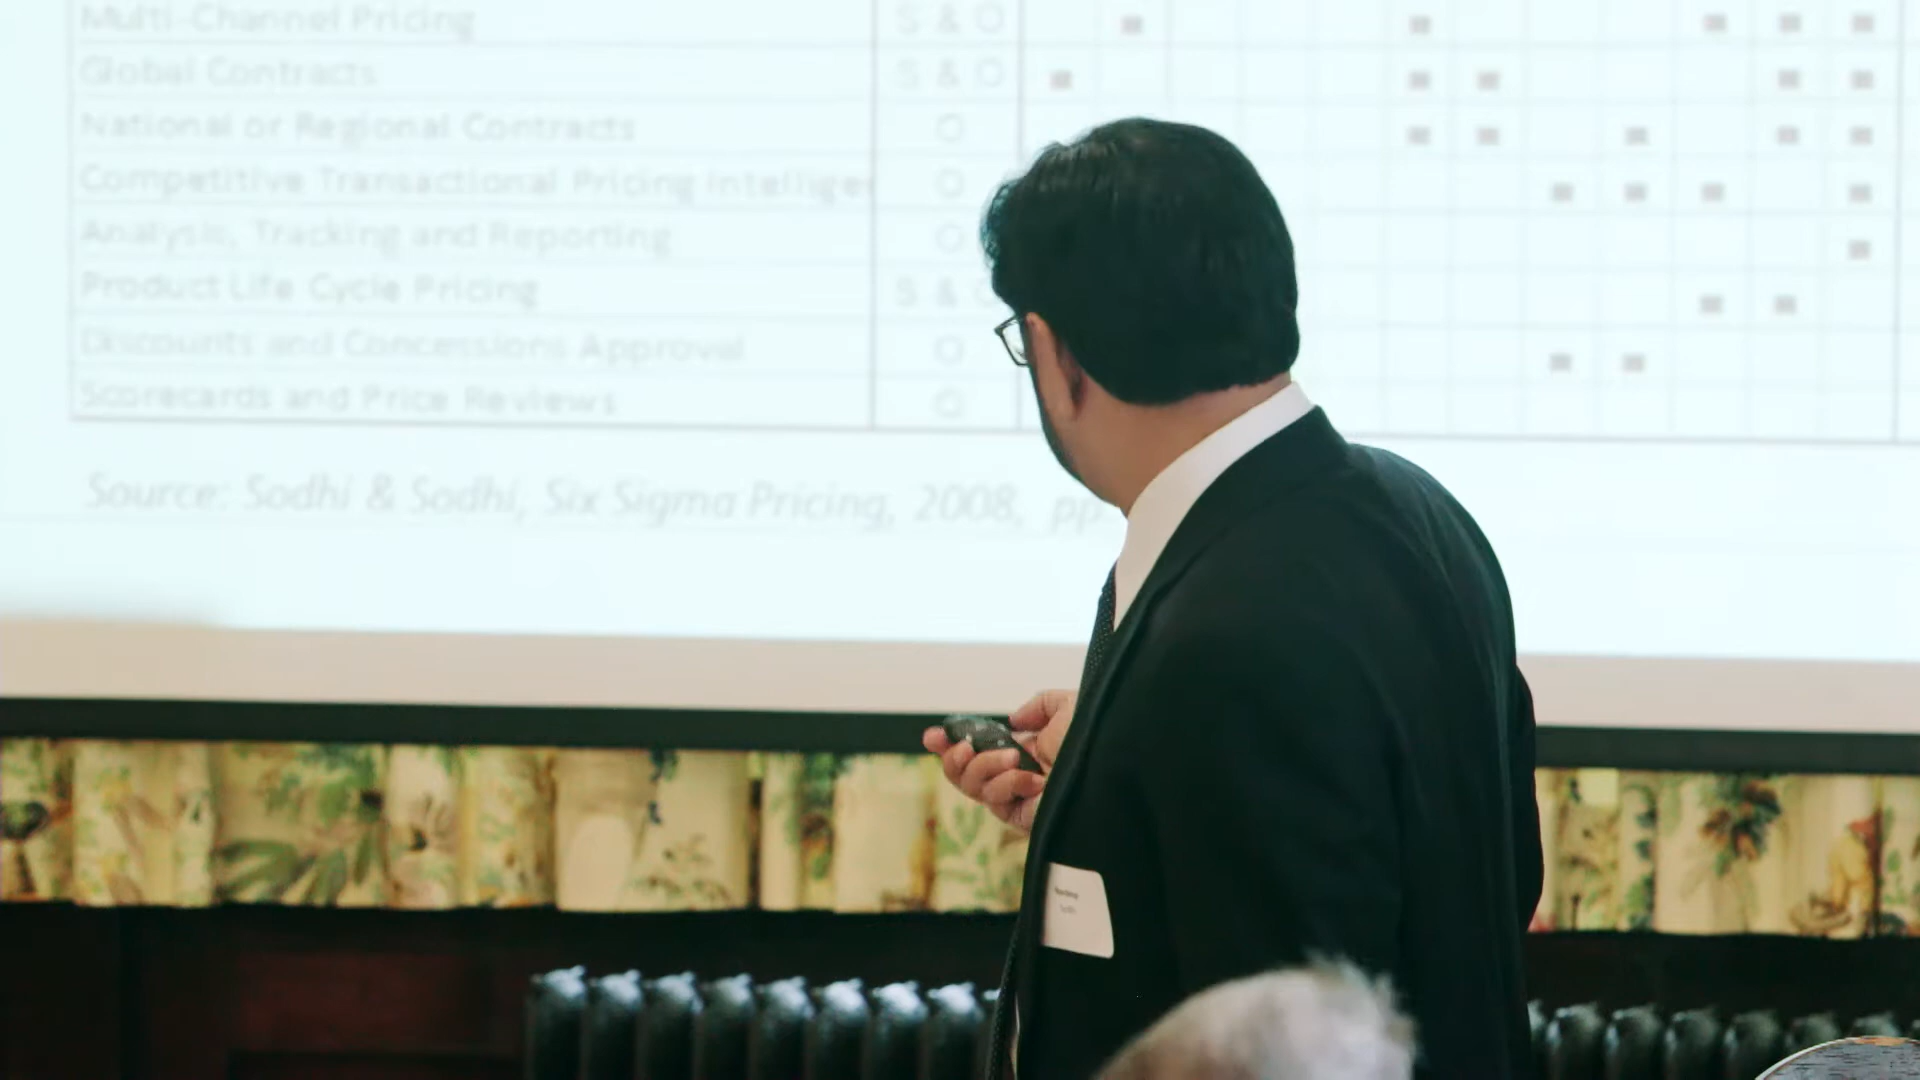 Multi-Channel Pricing S & O
Global Contracts S & O
National or Regional Contracts O
Competitive Transactional Pricing Intellige O
Analysis, Tracking and Reporting O
Product Life Cycle Pricing S & O
Discounts and Concessions Approval O
Scorecards and Price Reviews O
Source: Sodhi & Sodhi, Six Sigma Pricing, 2008, pp.